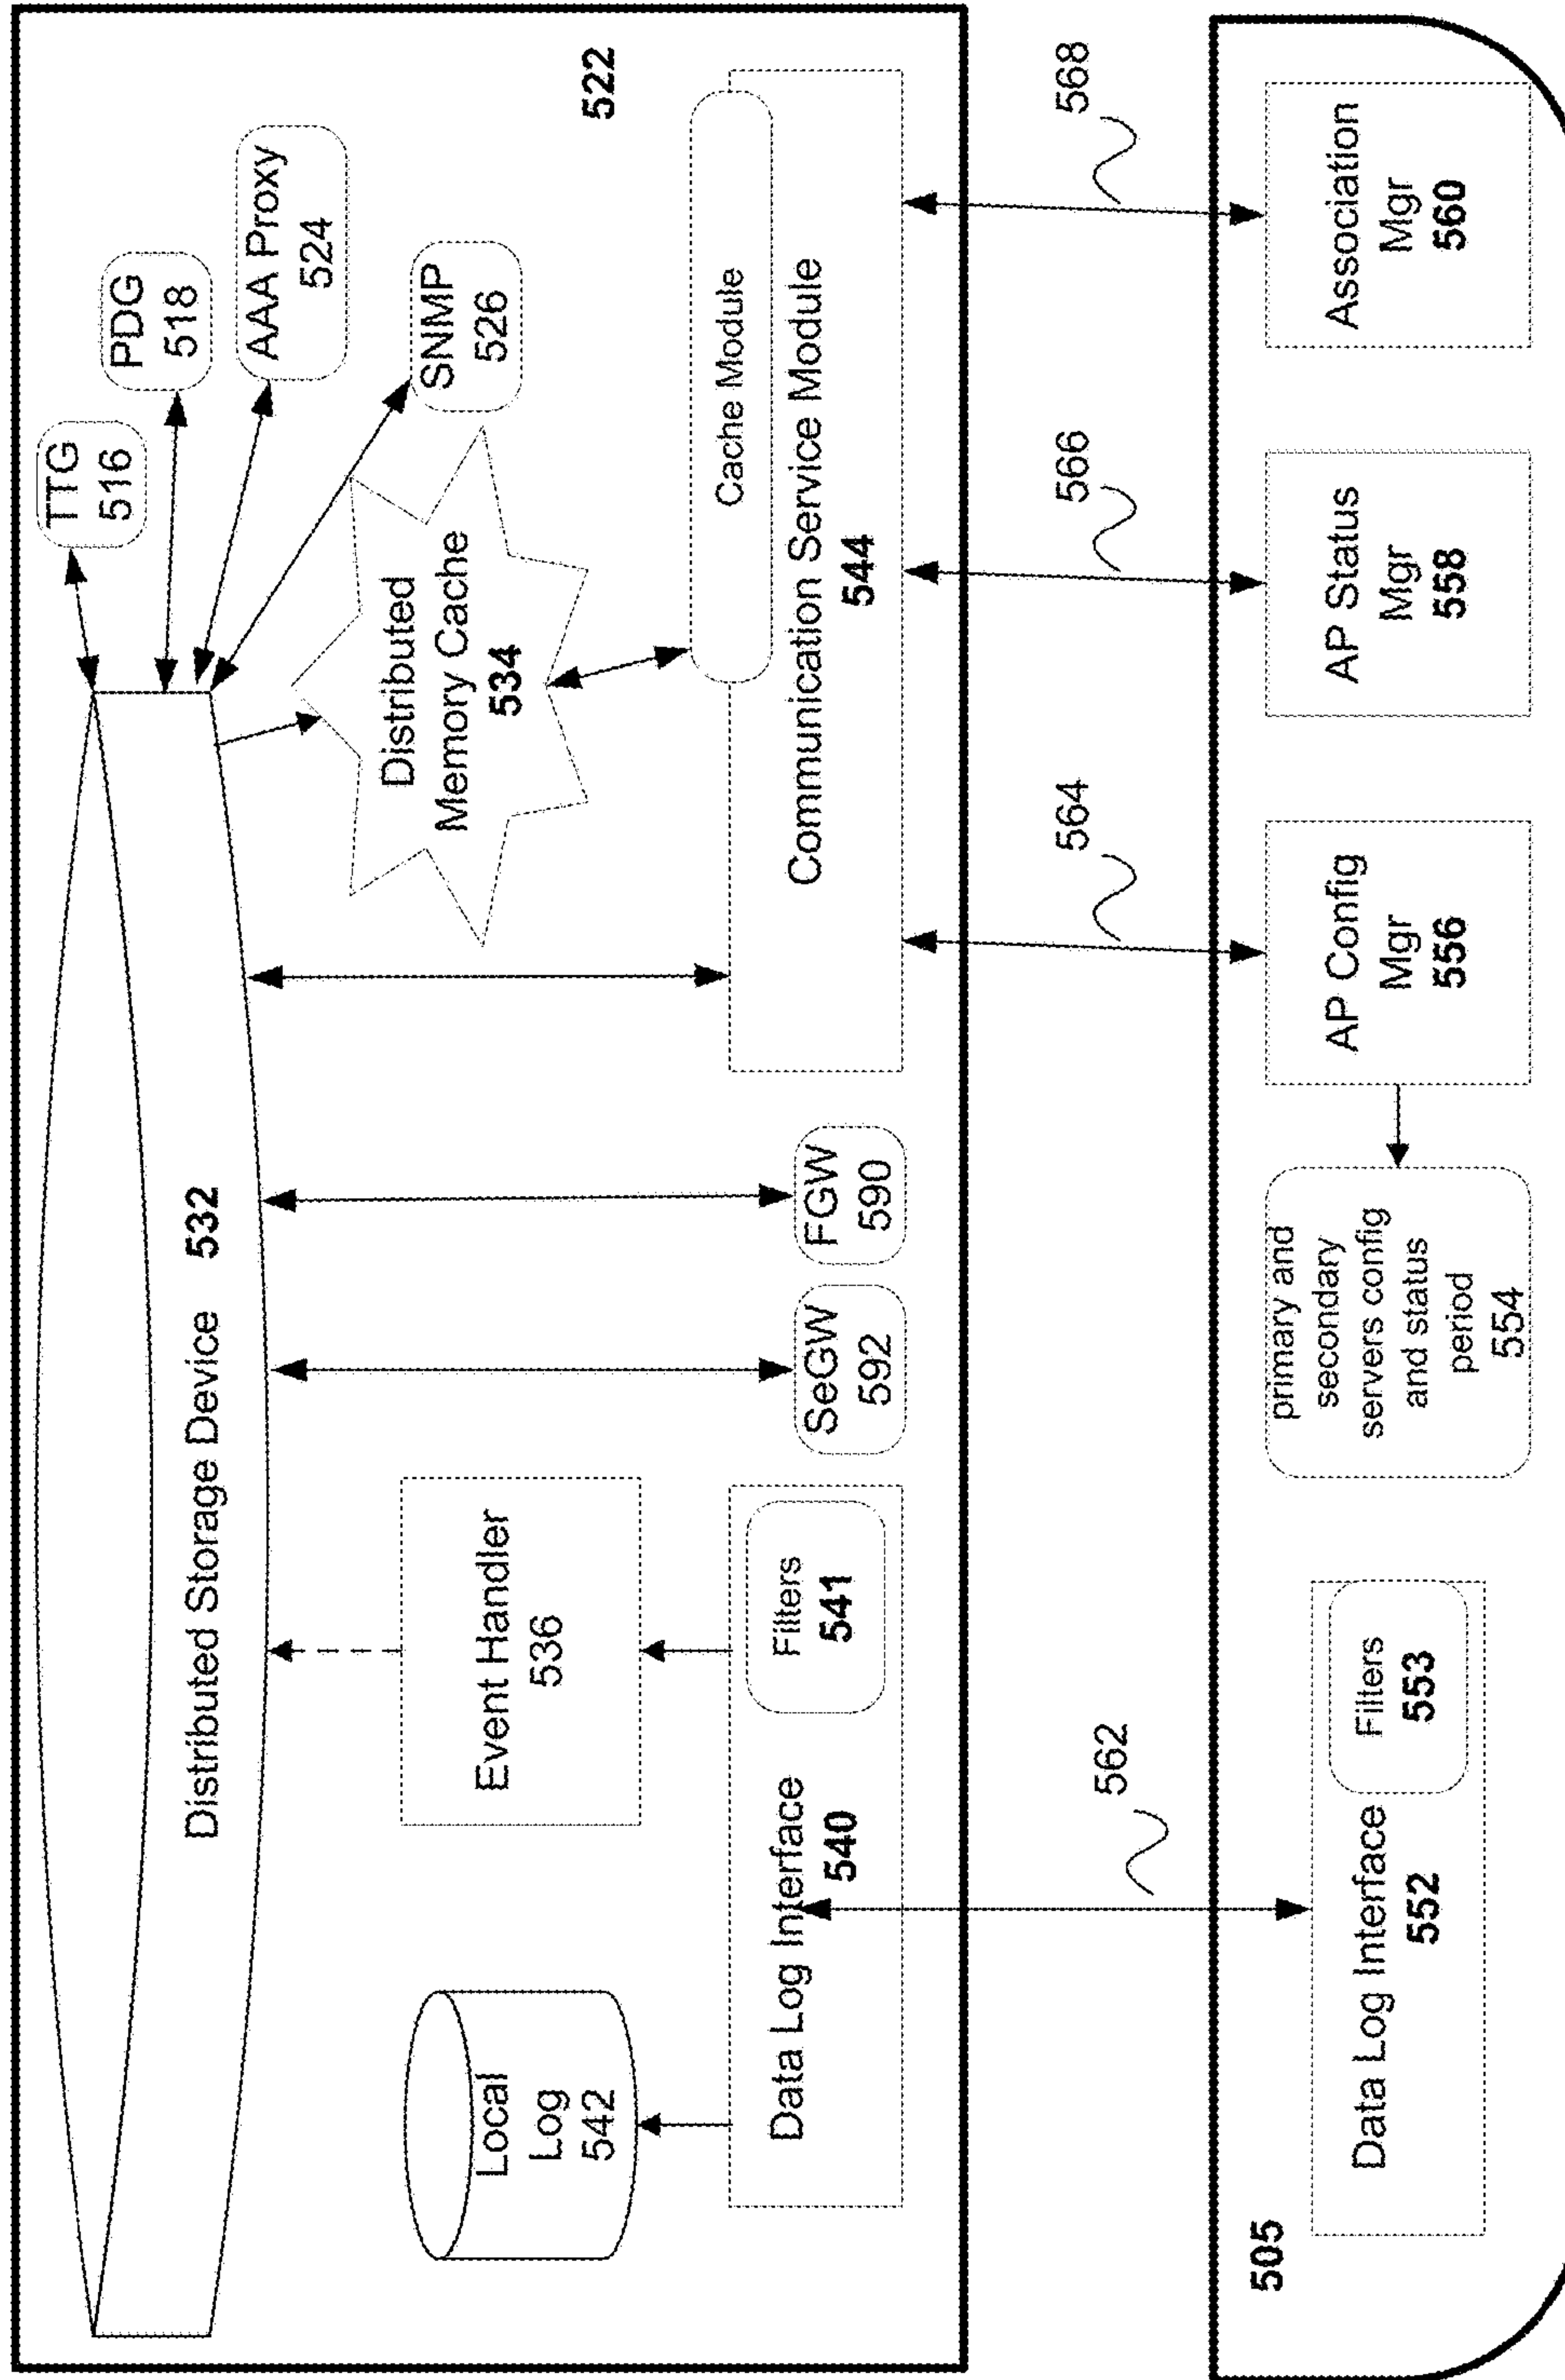 TTG
516
PDG
518
AAA Proxy
524
SNMP
526
522
Distributed Storage Device 532
Distributed
Memory Cache
534
Event Handler
536
Local
Log
542
Data Log Interface
540
Filters
541
SeGW
592
FGW
590
Cache Module
Communication Service Module
544
562
564
566
568
505
Data Log Interface
552
Filters
553
primary and
secondary
servers config
and status
period
554
AP Config
Mgr
556
AP Status
Mgr
558
Association
Mgr
560